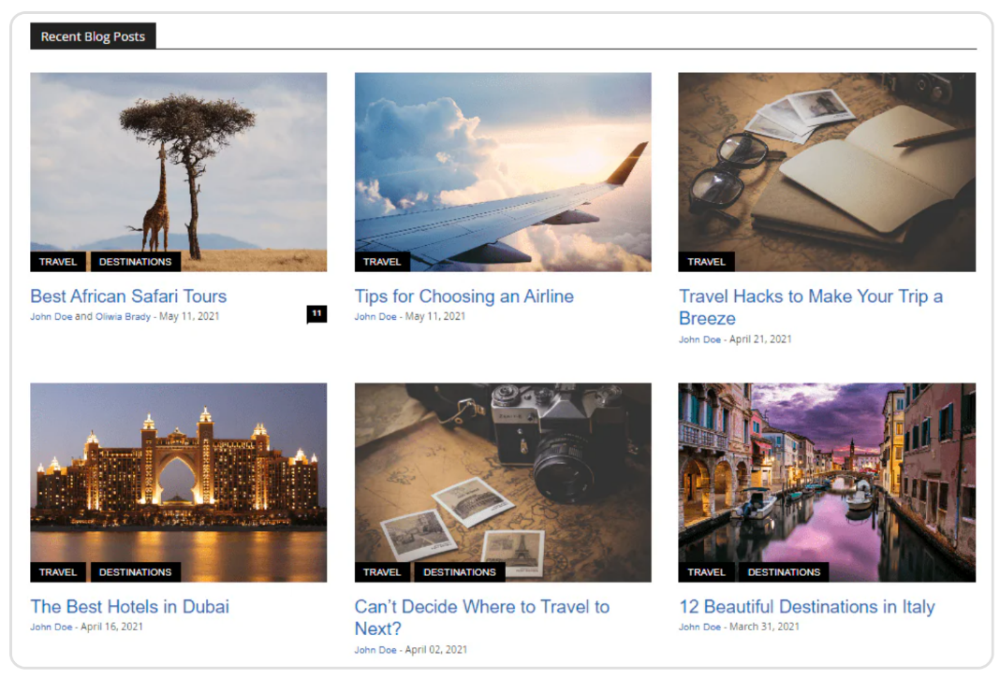 Recent Blog Posts
TRAVEL DESTINATIONS
TRAVEL
TRAVEL
Best African Safari Tours
John Doe and Oliwia Brady - May 11, 2021
11
Tips for Choosing an Airline
John Doe - May 11, 2021
Travel Hacks to Make Your Trip a
Breeze
John Doe - April 21, 2021
TRAVEL DESTINATIONS
TRAVEL DESTINATIONS
TRAVEL DESTINATIONS
The Best Hotels in Dubai
John Doe - April 16, 2021
Can’t Decide Where to Travel to
Next?
John Doe - April 02, 2021
12 Beautiful Destinations in Italy
John Doe - March 31, 2021